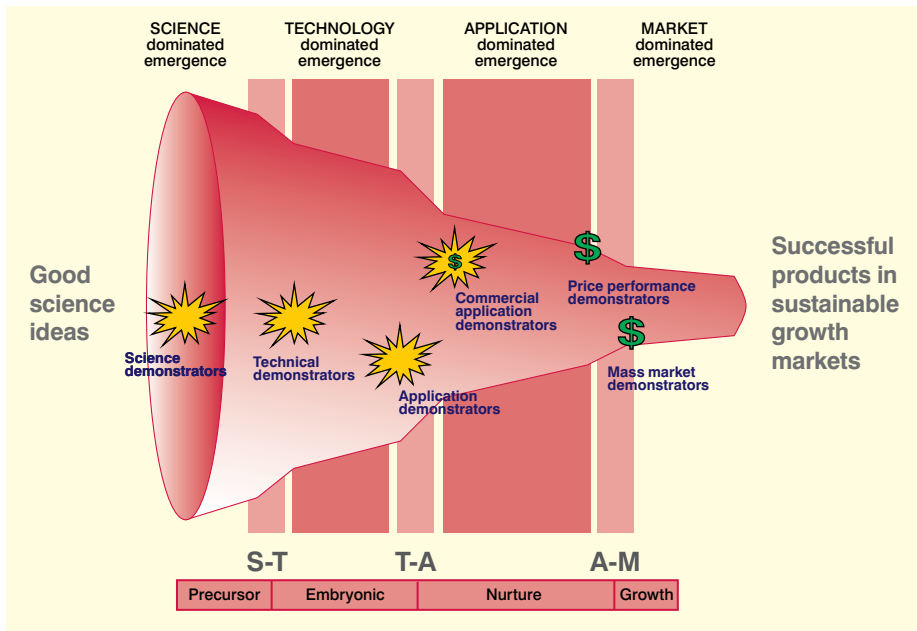 SCIENCE
dominated
emergence
TECHNOLOGY
dominated
emergence
APPLICATION
dominated
emergence
MARKET
dominated
emergence
Good
science
ideas
Science
demonstrators
Technical
demonstrators
Application
demonstrators
$
Commercial
application
demonstrators
$
Price performance
demonstrators
$
Mass market
demonstrators
Successful
products in
sustainable
growth
markets
S-T
T-A
A-M
Precursor
Embryonic
Nurture
Growth